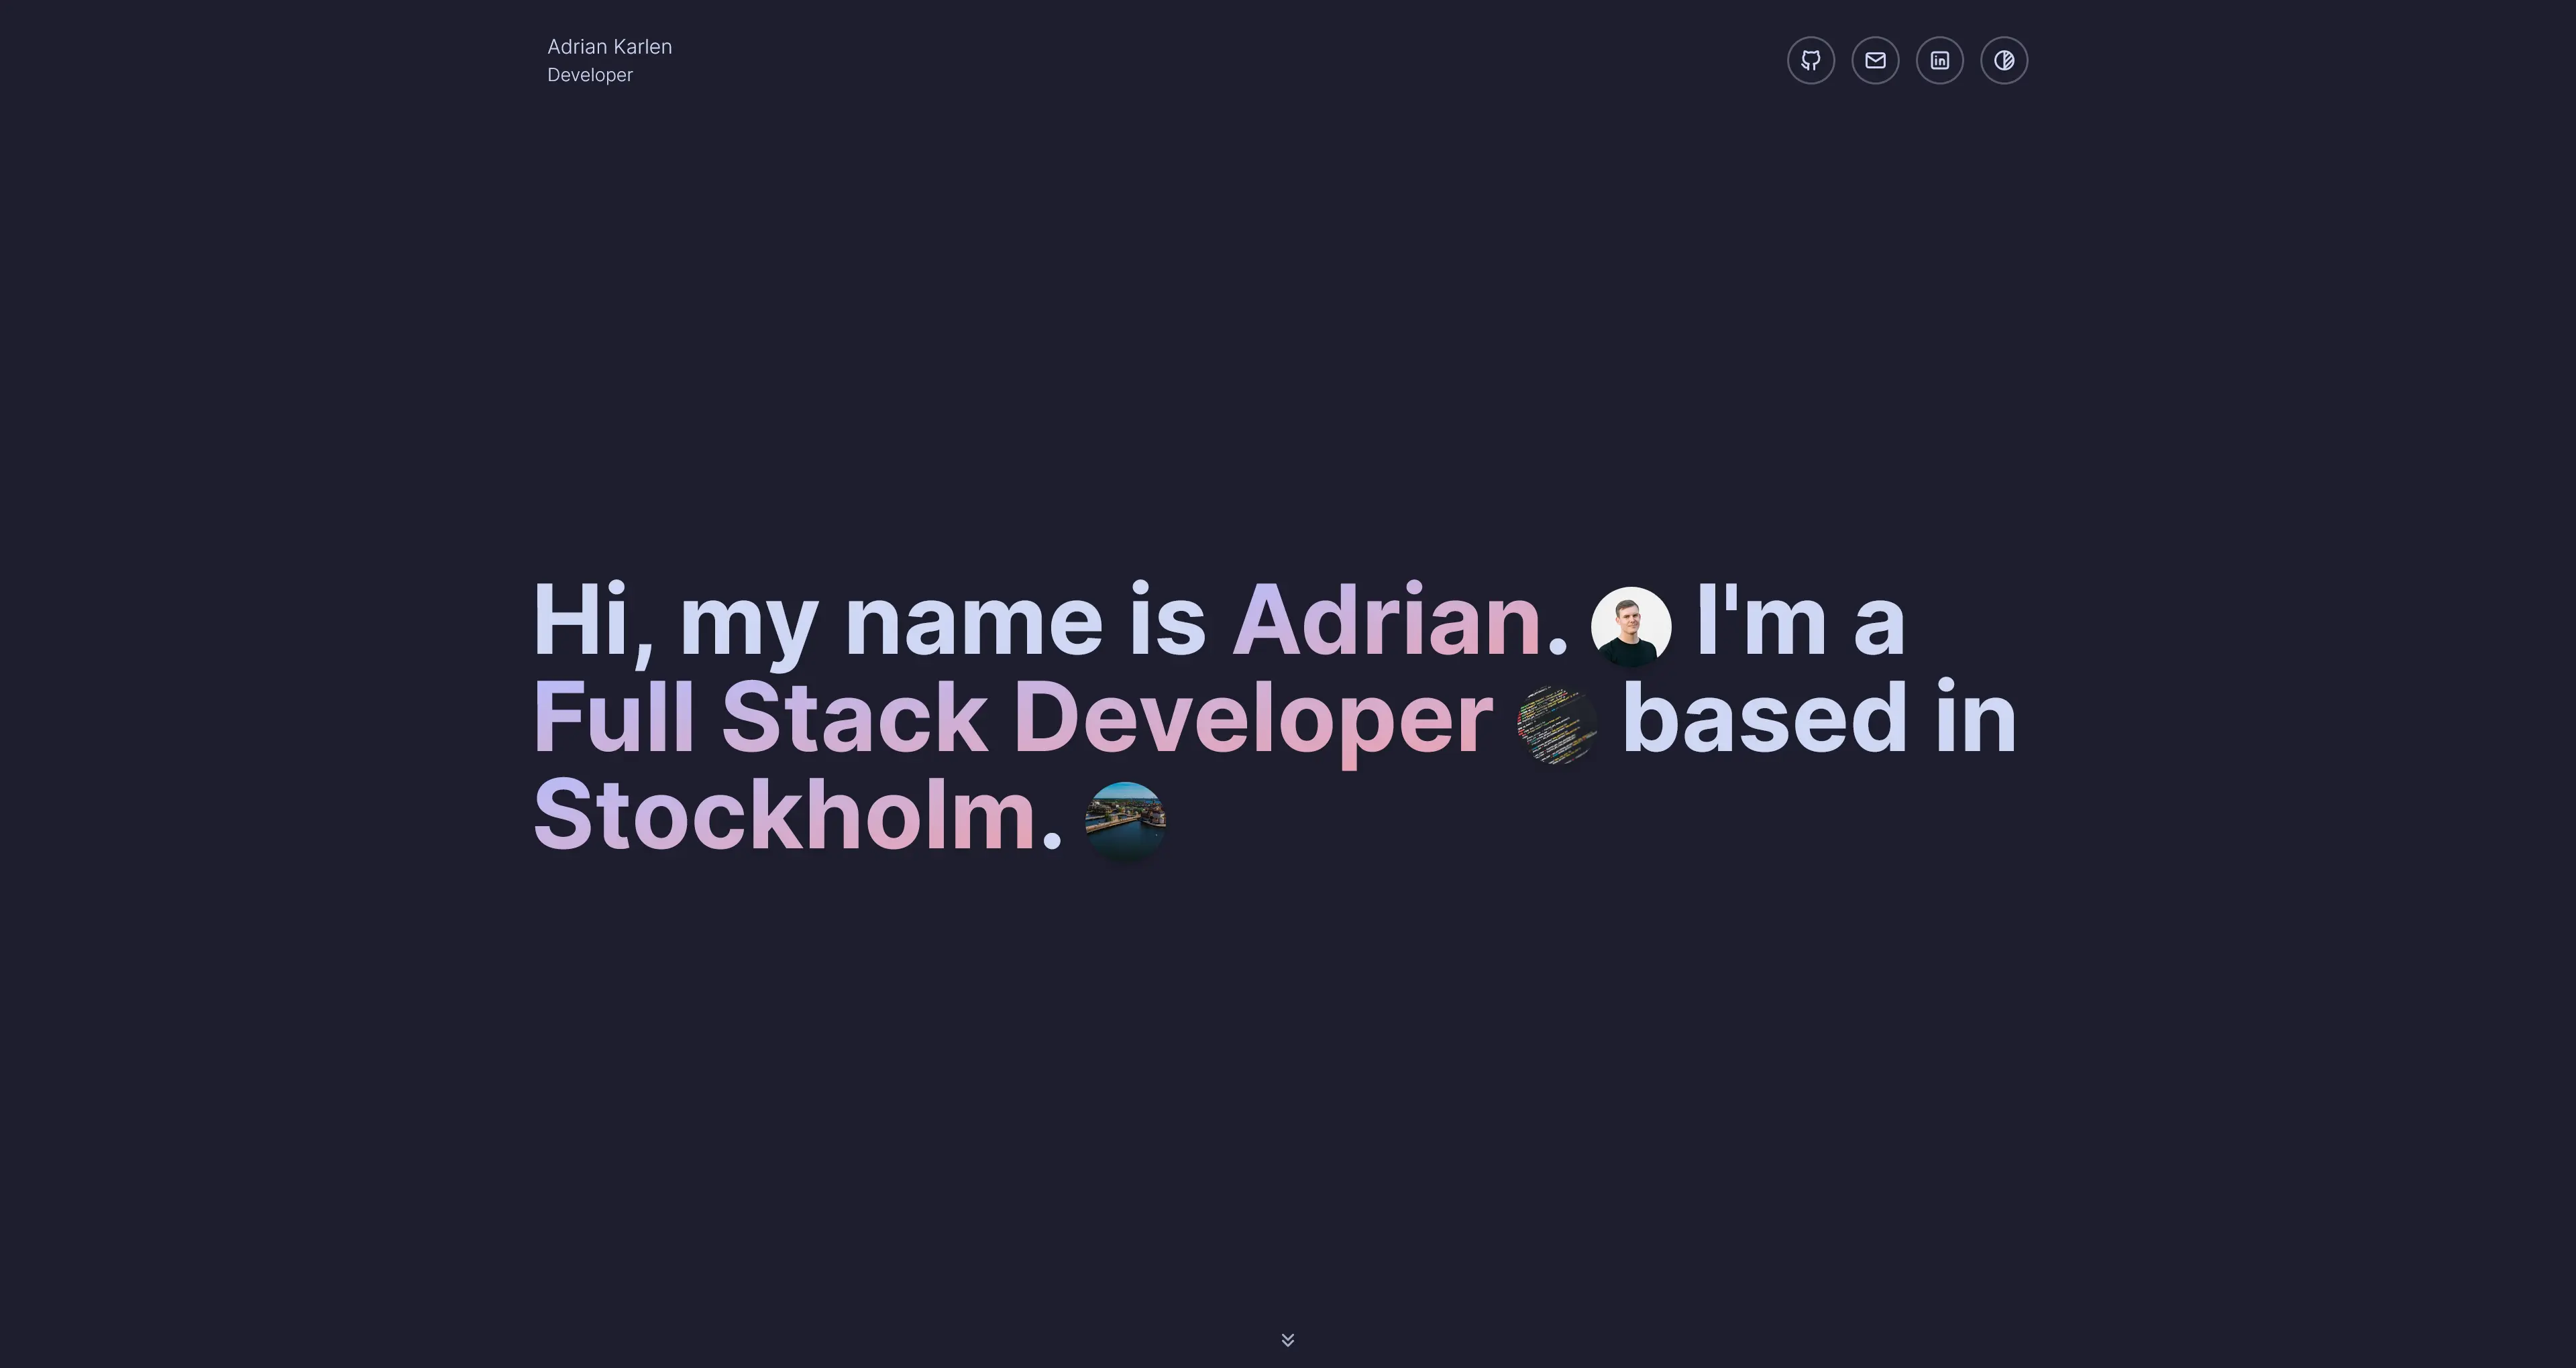 Adrian Karlen
Developer
Hi, my name is Adrian. I'm a
Full Stack Developer based in
Stockholm.